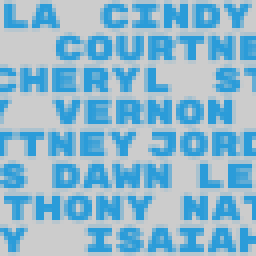 LA CINDY
COURTNE
CHERYL ST
Y VERNON
TTNEY JORD
S DAWN LE
THONY NAT
Y ISAIAH